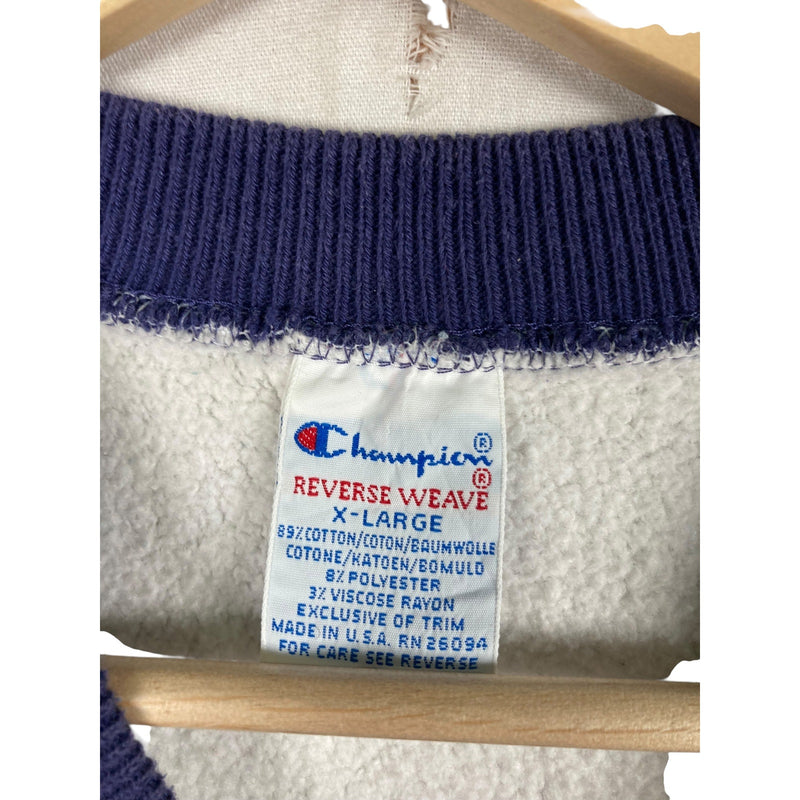 Champion®
REVERSE WEAVE®
X-LARGE
89% COTTON/COTON/BAUMWOLLE
COTONE/KATOEN/BOMULD
8% POLYESTER
3% VISCOSE RAYON
EXCLUSIVE OF TRIM
MADE IN U.S.A. RN 26094
FOR CARE SEE REVERSE